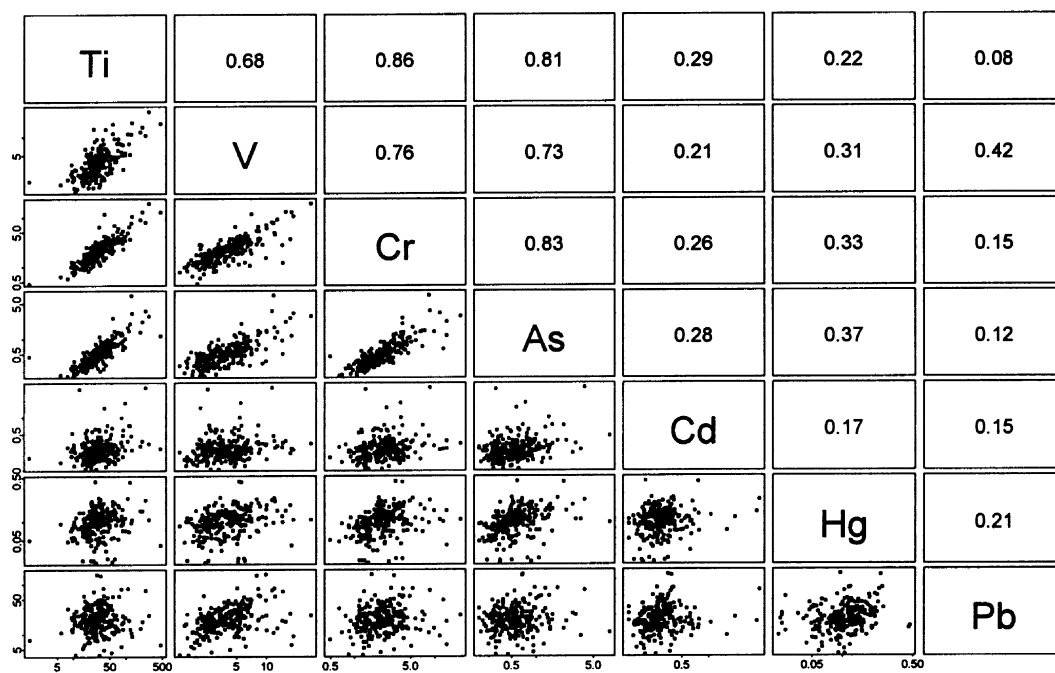 Ti 0.68 0.86 0.81 0.29 0.22 0.08
5 V 0.76 0.73 0.21 0.31 0.42
0.5 5.0 Cr 0.83 0.26 0.33 0.15
0.5 5.0 As 0.28 0.37 0.12
0.5 Cd 0.17 0.15
0.05 0.50 Hg 0.21
5 50 Pb
5 50 500 5 10 0.5 5.0 0.5 5.0 0.5 0.05 0.50